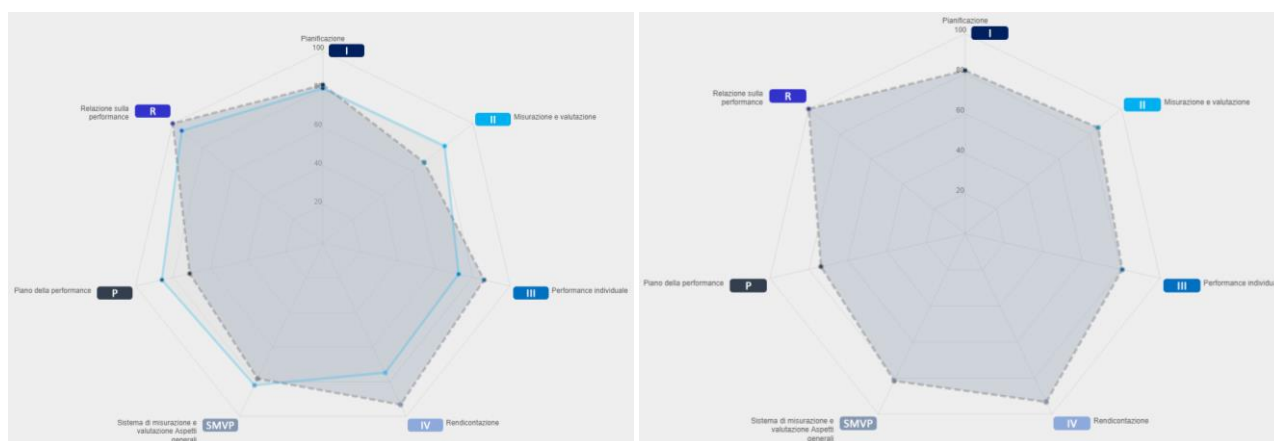 Pianificazione
100
I
80
60
40
20
Relazione sulla
performance
R
II
Misurazione e valutazione
Piano della performance
P
III
Performance individuale
Sistema di misurazione e
valutazione Aspetti
generali
SMVP
IV
Rendicontazione
Pianificazione
100
I
80
60
40
20
Relazione sulla
performance
R
II
Misurazione e valutazione
Piano della performance
P
III
Performance individu
Sistema di misurazione e
valutazione Aspetti
generali
SMVP
IV
Rendicontazione